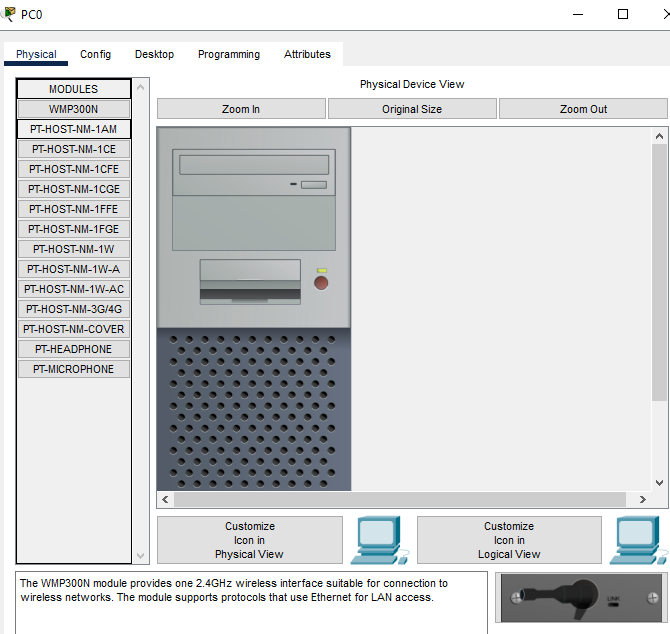 PC0
Physical
Config
Desktop
Programming
Attributes
MODULES
WMP300N
PT-HOST-NM-1AM
PT-HOST-NM-1CE
PT-HOST-NM-1CFE
PT-HOST-NM-1CGE
PT-HOST-NM-1FFE
PT-HOST-NM-1FGE
PT-HOST-NM-1W
PT-HOST-NM-1W-A
PT-HOST-NM-1W-AC
PT-HOST-NM-3G/4G
PT-HOST-NM-COVER
PT-HEADPHONE
PT-MICROPHONE
Physical Device View
Zoom In
Original Size
Zoom Out
Customize
Icon in
Physical View
Customize
Icon in
Logical View
The WMP300N module provides one 2.4GHz wireless interface suitable for connection to
wireless networks. The module supports protocols that use Ethernet for LAN access.
LINK